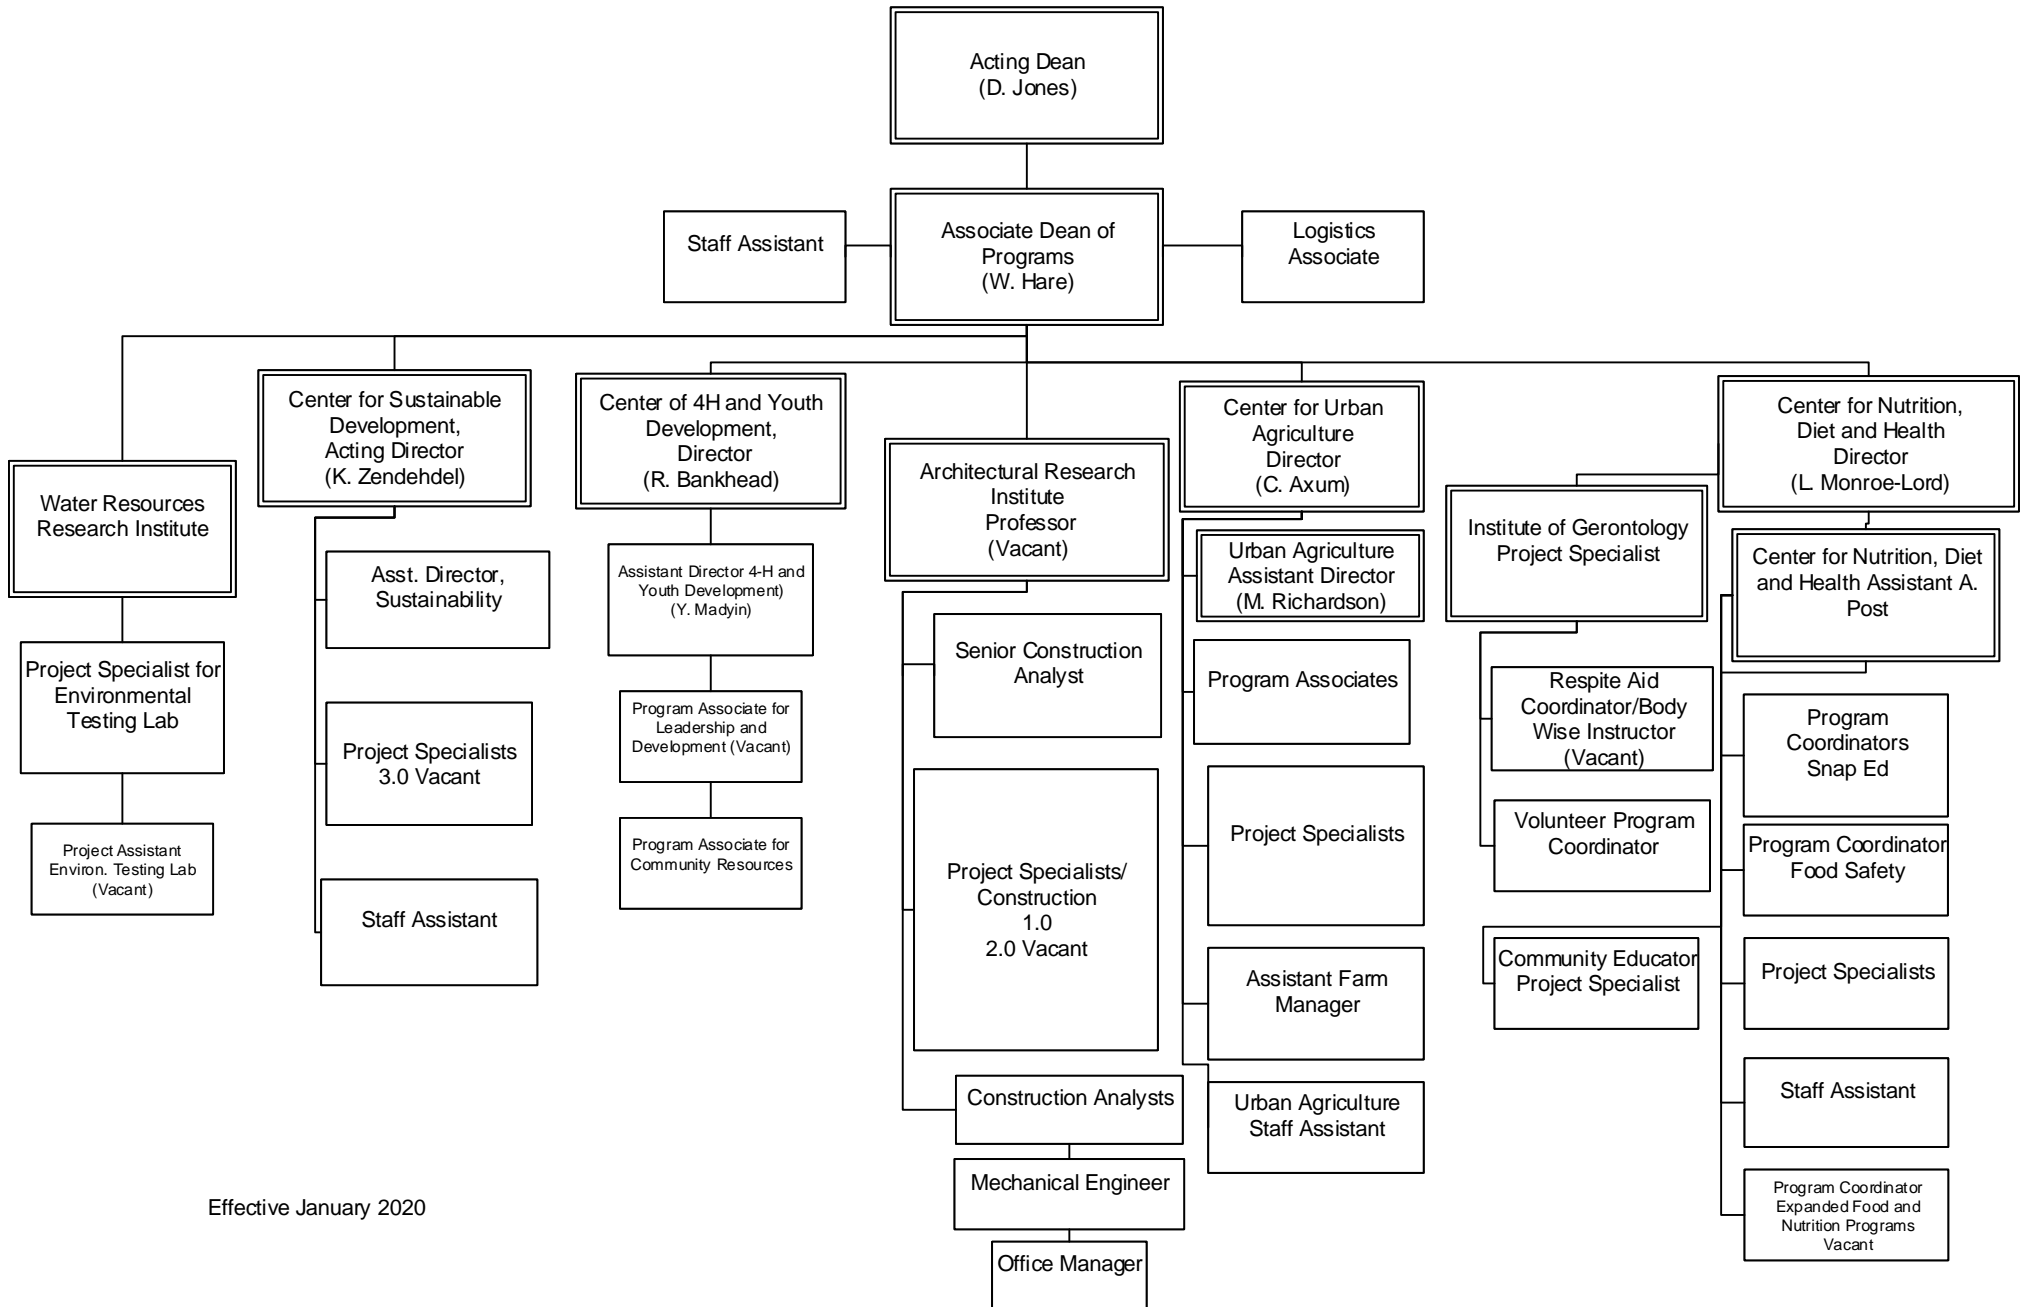 Acting Dean
(D. Jones)
Staff Assistant
Associate Dean of
Programs
(W. Hare)
Logistics
Associate
Water Resources
Research Institute
Project Specialist for
Environmental
Testing Lab
Project Assistant
Environ. Testing Lab
(Vacant)
Center for Sustainable
Development,
Acting Director
(K. Zendehdel)
Asst. Director,
Sustainability
Project Specialists
3.0 Vacant
Staff Assistant
Center of 4H and Youth
Development,
Director
(R. Bankhead)
Assistant Director 4-H and
Youth Development)
(Y. Madyin)
Program Associate for
Leadership and
Development (Vacant)
Program Associate for
Community Resources
Architectural Research
Institute
Professor
(Vacant)
Senior Construction
Analyst
Project Specialists/
Construction
1.0
2.0 Vacant
Construction Analysts
Mechanical Engineer
Office Manager
Center for Urban
Agriculture
Director
(C. Axum)
Urban Agriculture
Assistant Director
(M. Richardson)
Program Associates
Project Specialists
Assistant Farm
Manager
Urban Agriculture
Staff Assistant
Center for Nutrition,
Diet and Health
Director
(L. Monroe-Lord)
Institute of Gerontology
Project Specialist
Respite Aid
Coordinator/Body
Wise Instructor
(Vacant)
Volunteer Program
Coordinator
Community Educator
Project Specialist
Center for Nutrition, Diet
and Health Assistant A.
Post
Program
Coordinators
Snap Ed
Program Coordinator
Food Safety
Project Specialists
Staff Assistant
Program Coordinator
Expanded Food and
Nutrition Programs
Vacant
Effective January 2020